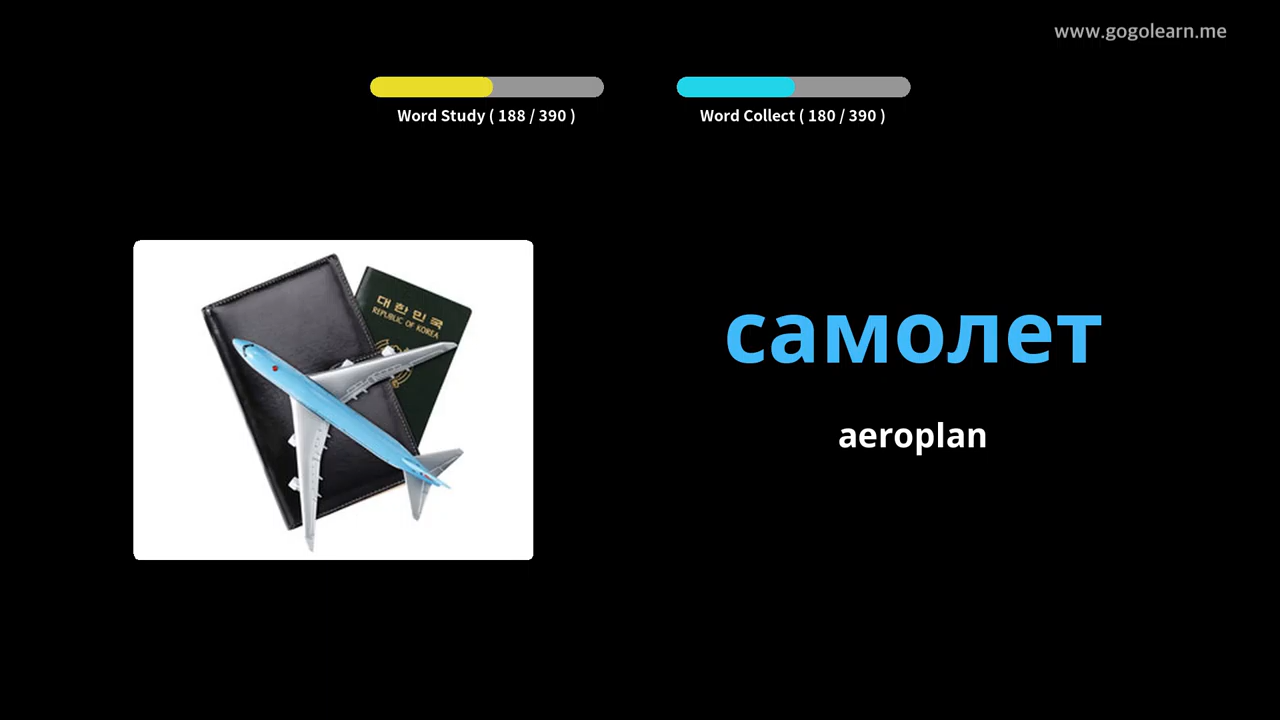 www.gogolearn.me
Word Study ( 188 / 390 )
Word Collect ( 180 / 390 )
대한민국
REPUBLIC OF KOREA
самолет
aeroplan